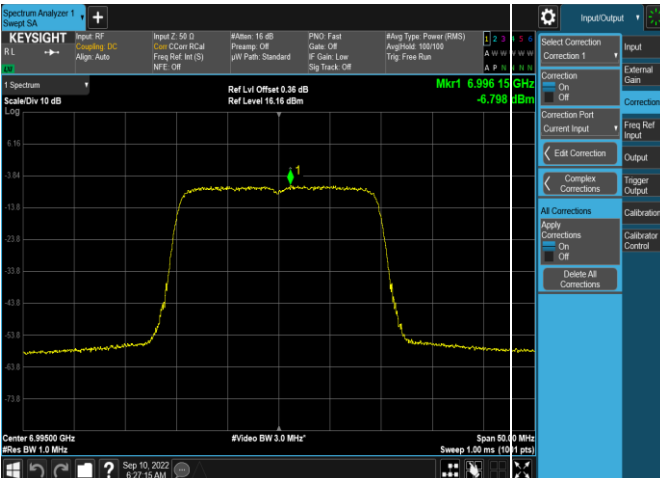 Spectrum Analyzer 1
Swept SA
Input/Output
KEYSIGHT
RL
Input: RF
Coupling: DC
Align: Auto
Input Z: 50 Ω
Corr CCorr RCal
Freq Ref: Int (S)
NFE: Off
#Atten: 16 dB
Preamp: Off
µW Path: Standard
PNO: Fast
Gate: Off
IF Gain: Low
Sig Track: Off
#Avg Type: Power (RMS)
Avg|Hold: 100/100
Trig: Free Run
1 2 3 4 5 6
A W W W W W
A P N N N N
1 Spectrum
Scale/Div 10 dB
Log
Ref Lvl Offset 0.36 dB
Ref Level 16.16 dBm
Mkr1 6.996 15 GHz
-6.798 dBm
6.16
-3.84
-13.8
-23.8
-33.8
-43.8
-53.8
-63.8
-73.8
1
Center 6.99500 GHz
#Res BW 1.0 MHz
#Video BW 3.0 MHz*
Span 50.00 MHz
Sweep 1.00 ms (1001 pts)
Sep 10, 2022
6:27:15 AM
Select Correction
Correction 1
Correction
On
Off
Correction Port
Current Input
Edit Correction
Complex
Corrections
All Corrections
Apply
Corrections
On
Off
Delete All
Corrections
Input
External
Gain
Correction
Freq Ref
Input
Output
Trigger
Output
Calibration
Calibrator
Control